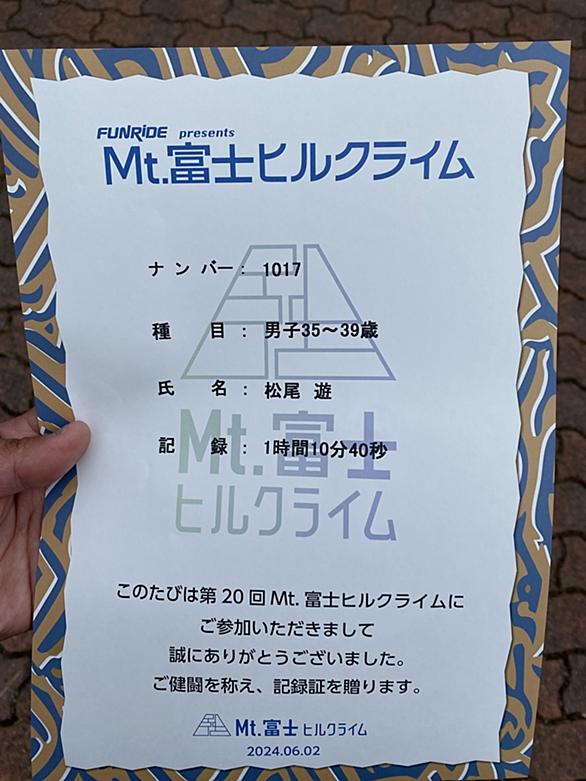 FUNRiDE presents
Mt.富士ヒルクライム
ナンバー： 1017
種　目： 男子35～39歳
氏　名： 松尾 遊
記　録： 1時間10分40秒
Mt.富士
ヒルクライム
このたびは第 20 回 Mt. 富士ヒルクライムに
ご参加いただきまして
誠にありがとうございました。
ご健闘を称え、記録証を贈ります。
Mt.富士 ヒルクライム
2024.06.02